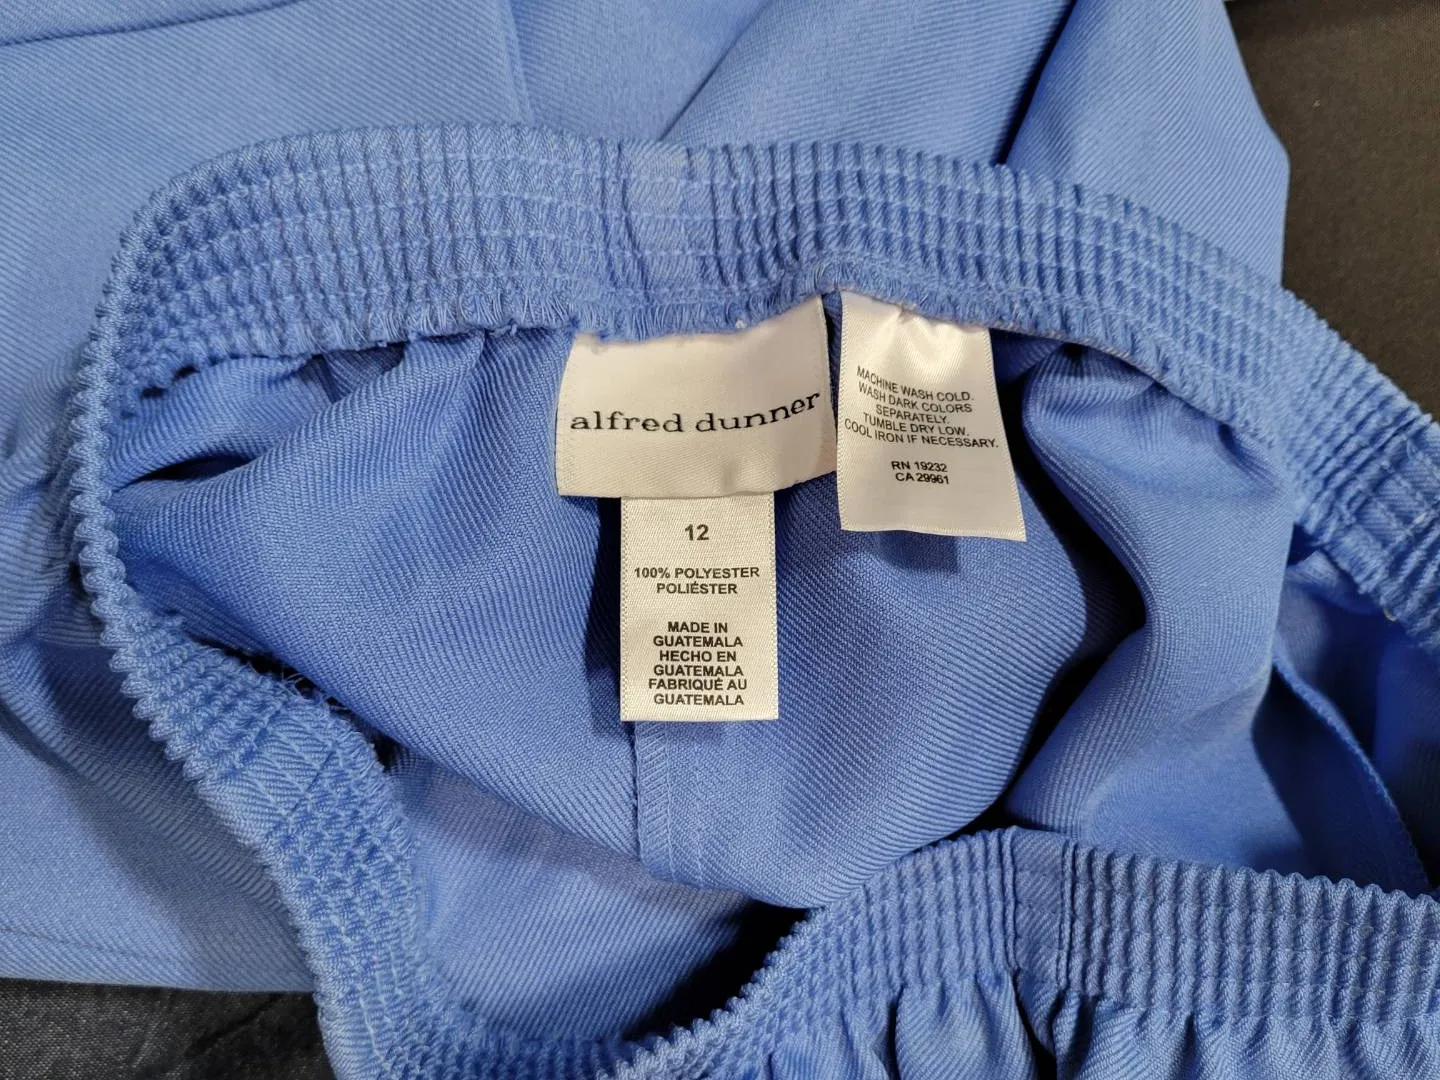 alfred dunner
12
100% POLYESTER
POLIÉSTER
MADE IN
GUATEMALA
HECHO EN
GUATEMALA
FABRIQUÉ AU
GUATEMALA
MACHINE WASH COLD.
WASH DARK COLORS
SEPARATELY.
TUMBLE DRY LOW.
COOL IRON IF NECESSARY.
RN 19232
CA 29961